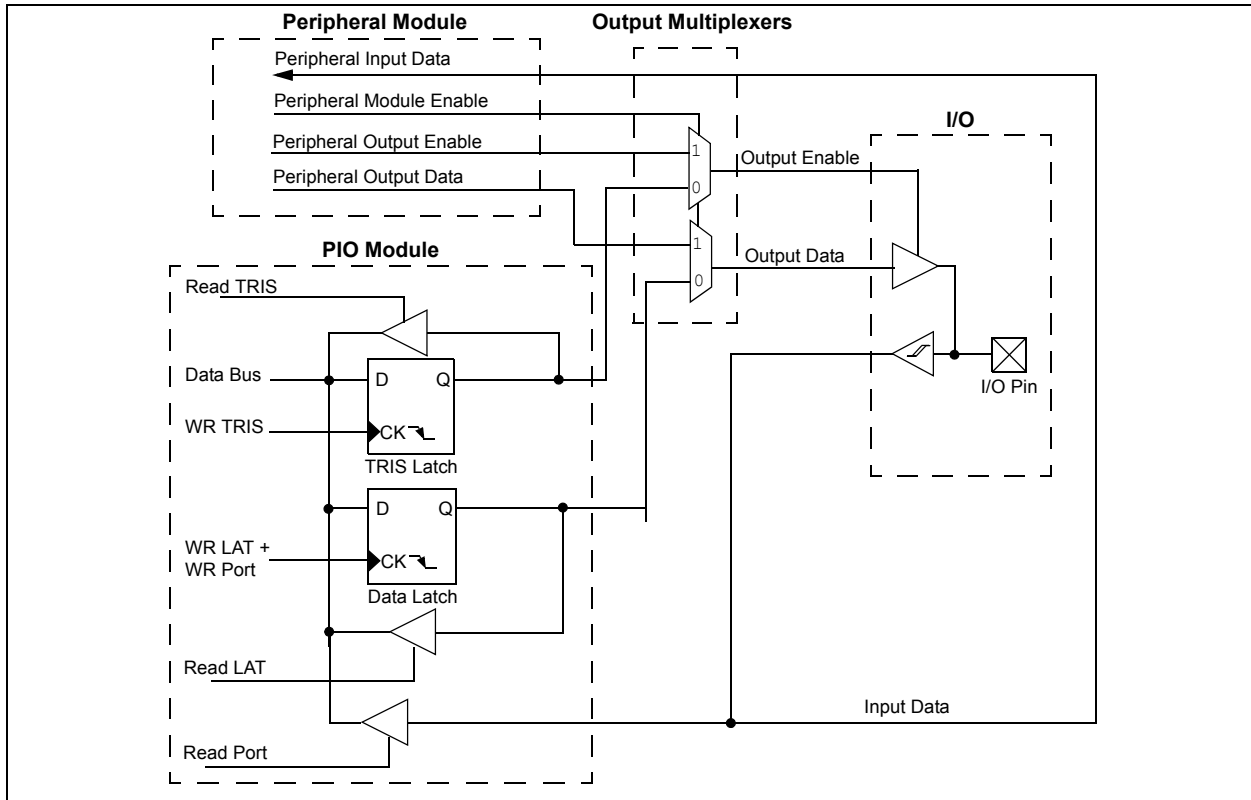 Peripheral Module
Output Multiplexers
Peripheral Input Data
Peripheral Module Enable
Peripheral Output Enable
Peripheral Output Data
1
0
1
0
Output Enable
Output Data
I/O
I/O Pin
PIO Module
Read TRIS
Data Bus
D
Q
WR TRIS
CK
TRIS Latch
D
Q
WR LAT +
WR Port
CK
Data Latch
Read LAT
Read Port
Input Data